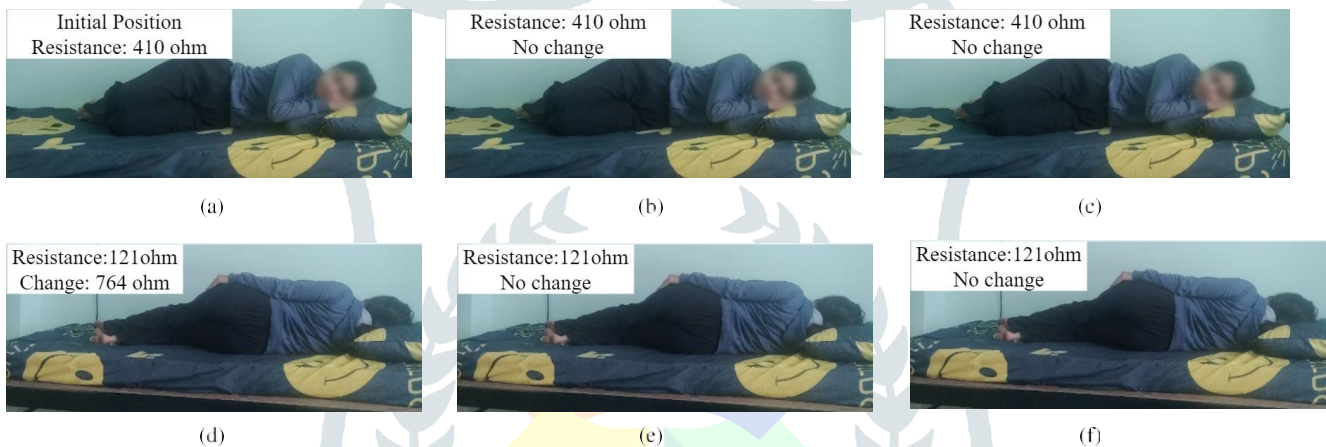 Initial Position
Resistance: 410 ohm
Resistance: 410 ohm
No change
Resistance: 410 ohm
No change
(a)
(b)
(c)
Resistance:121ohm
Change: 764 ohm
Resistance:121ohm
No change
Resistance:121ohm
No change
(d)
(e)
(f)